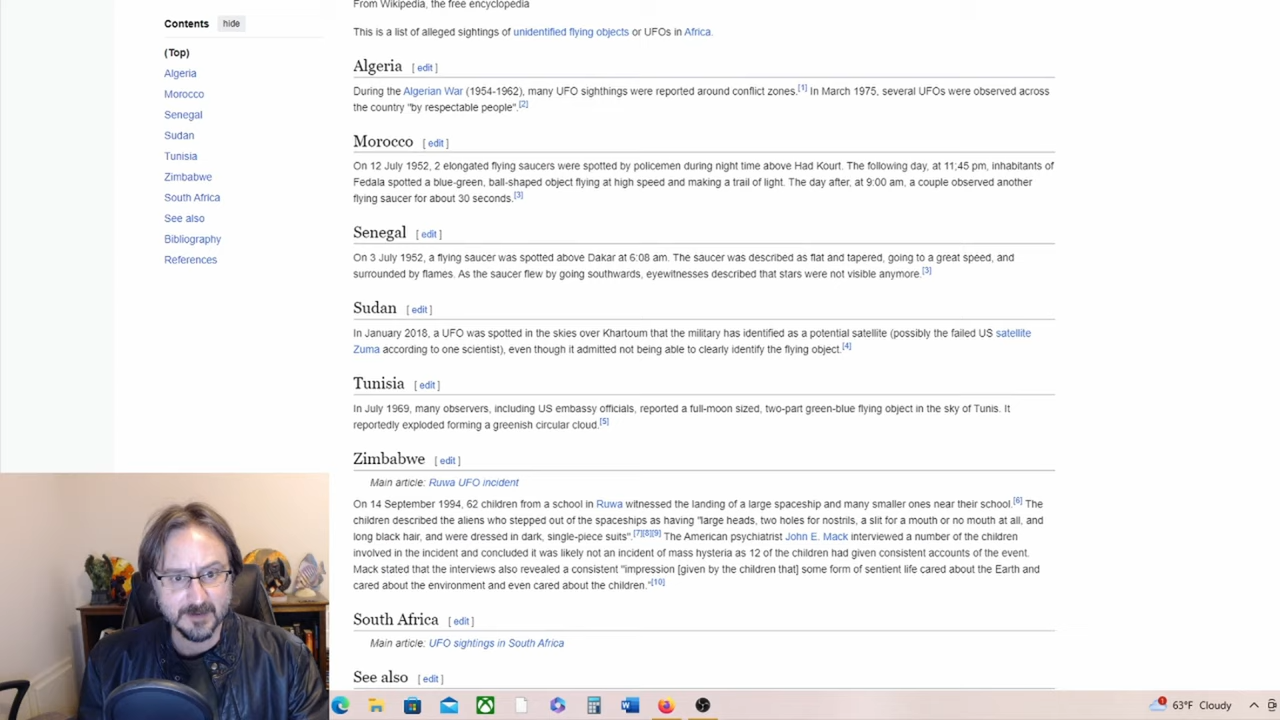 From Wikipedia, the free encyclopedia
Contents hide
This is a list of alleged sightings of unidentified flying objects or UFOs in Africa.
(Top)
Algeria
Morocco
Senegal
Sudan
Tunisia
Zimbabwe
South Africa
See also
Bibliography
References
Algeria [ edit ]
During the Algerian War (1954-1962), many UFO sighthings were reported around conflict zones.[1] In March 1975, several UFOs were observed across
the country "by respectable people".[2]
Morocco [ edit ]
On 12 July 1952, 2 elongated flying saucers were spotted by policemen during night time above Had Kourt. The following day, at 11;45 pm, inhabitants of
Fedala spotted a blue-green, ball-shaped object flying at high speed and making a trail of light. The day after, at 9:00 am, a couple observed another
flying saucer for about 30 seconds.[3]
Senegal [ edit ]
On 3 July 1952, a flying saucer was spotted above Dakar at 6:08 am. The saucer was described as flat and tapered, going to a great speed, and
surrounded by flames. As the saucer flew by going southwards, eyewitnesses described that stars were not visible anymore.[3]
Sudan [ edit ]
In January 2018, a UFO was spotted in the skies over Khartoum that the military has identified as a potential satellite (possibly the failed US satellite
Zuma according to one scientist), even though it admitted not being able to clearly identify the flying object.[4]
Tunisia [ edit ]
In July 1969, many observers, including US embassy officials, reported a full-moon sized, two-part green-blue flying object in the sky of Tunis. It
reportedly exploded forming a greenish circular cloud.[5]
Zimbabwe [ edit ]
Main article: Ruwa UFO incident
On 14 September 1994, 62 children from a school in Ruwa witnessed the landing of a large spaceship and many smaller ones near their school.[6] The
children described the aliens who stepped out of the spaceships as having "large heads, two holes for nostrils, a slit for a mouth or no mouth at all, and
long black hair, and were dressed in dark, single-piece suits".[7][8][9] The American psychiatrist John E. Mack interviewed a number of the children
involved in the incident and concluded it was likely not an incident of mass hysteria as 12 of the children had given consistent accounts of the event.
Mack stated that the interviews also revealed a consistent "impression [given by the children that] some form of sentient life cared about the Earth and
cared about the environment and even cared about the children."[10]
South Africa [ edit ]
Main article: UFO sightings in South Africa
See also [ edit ]
63°F Cloudy